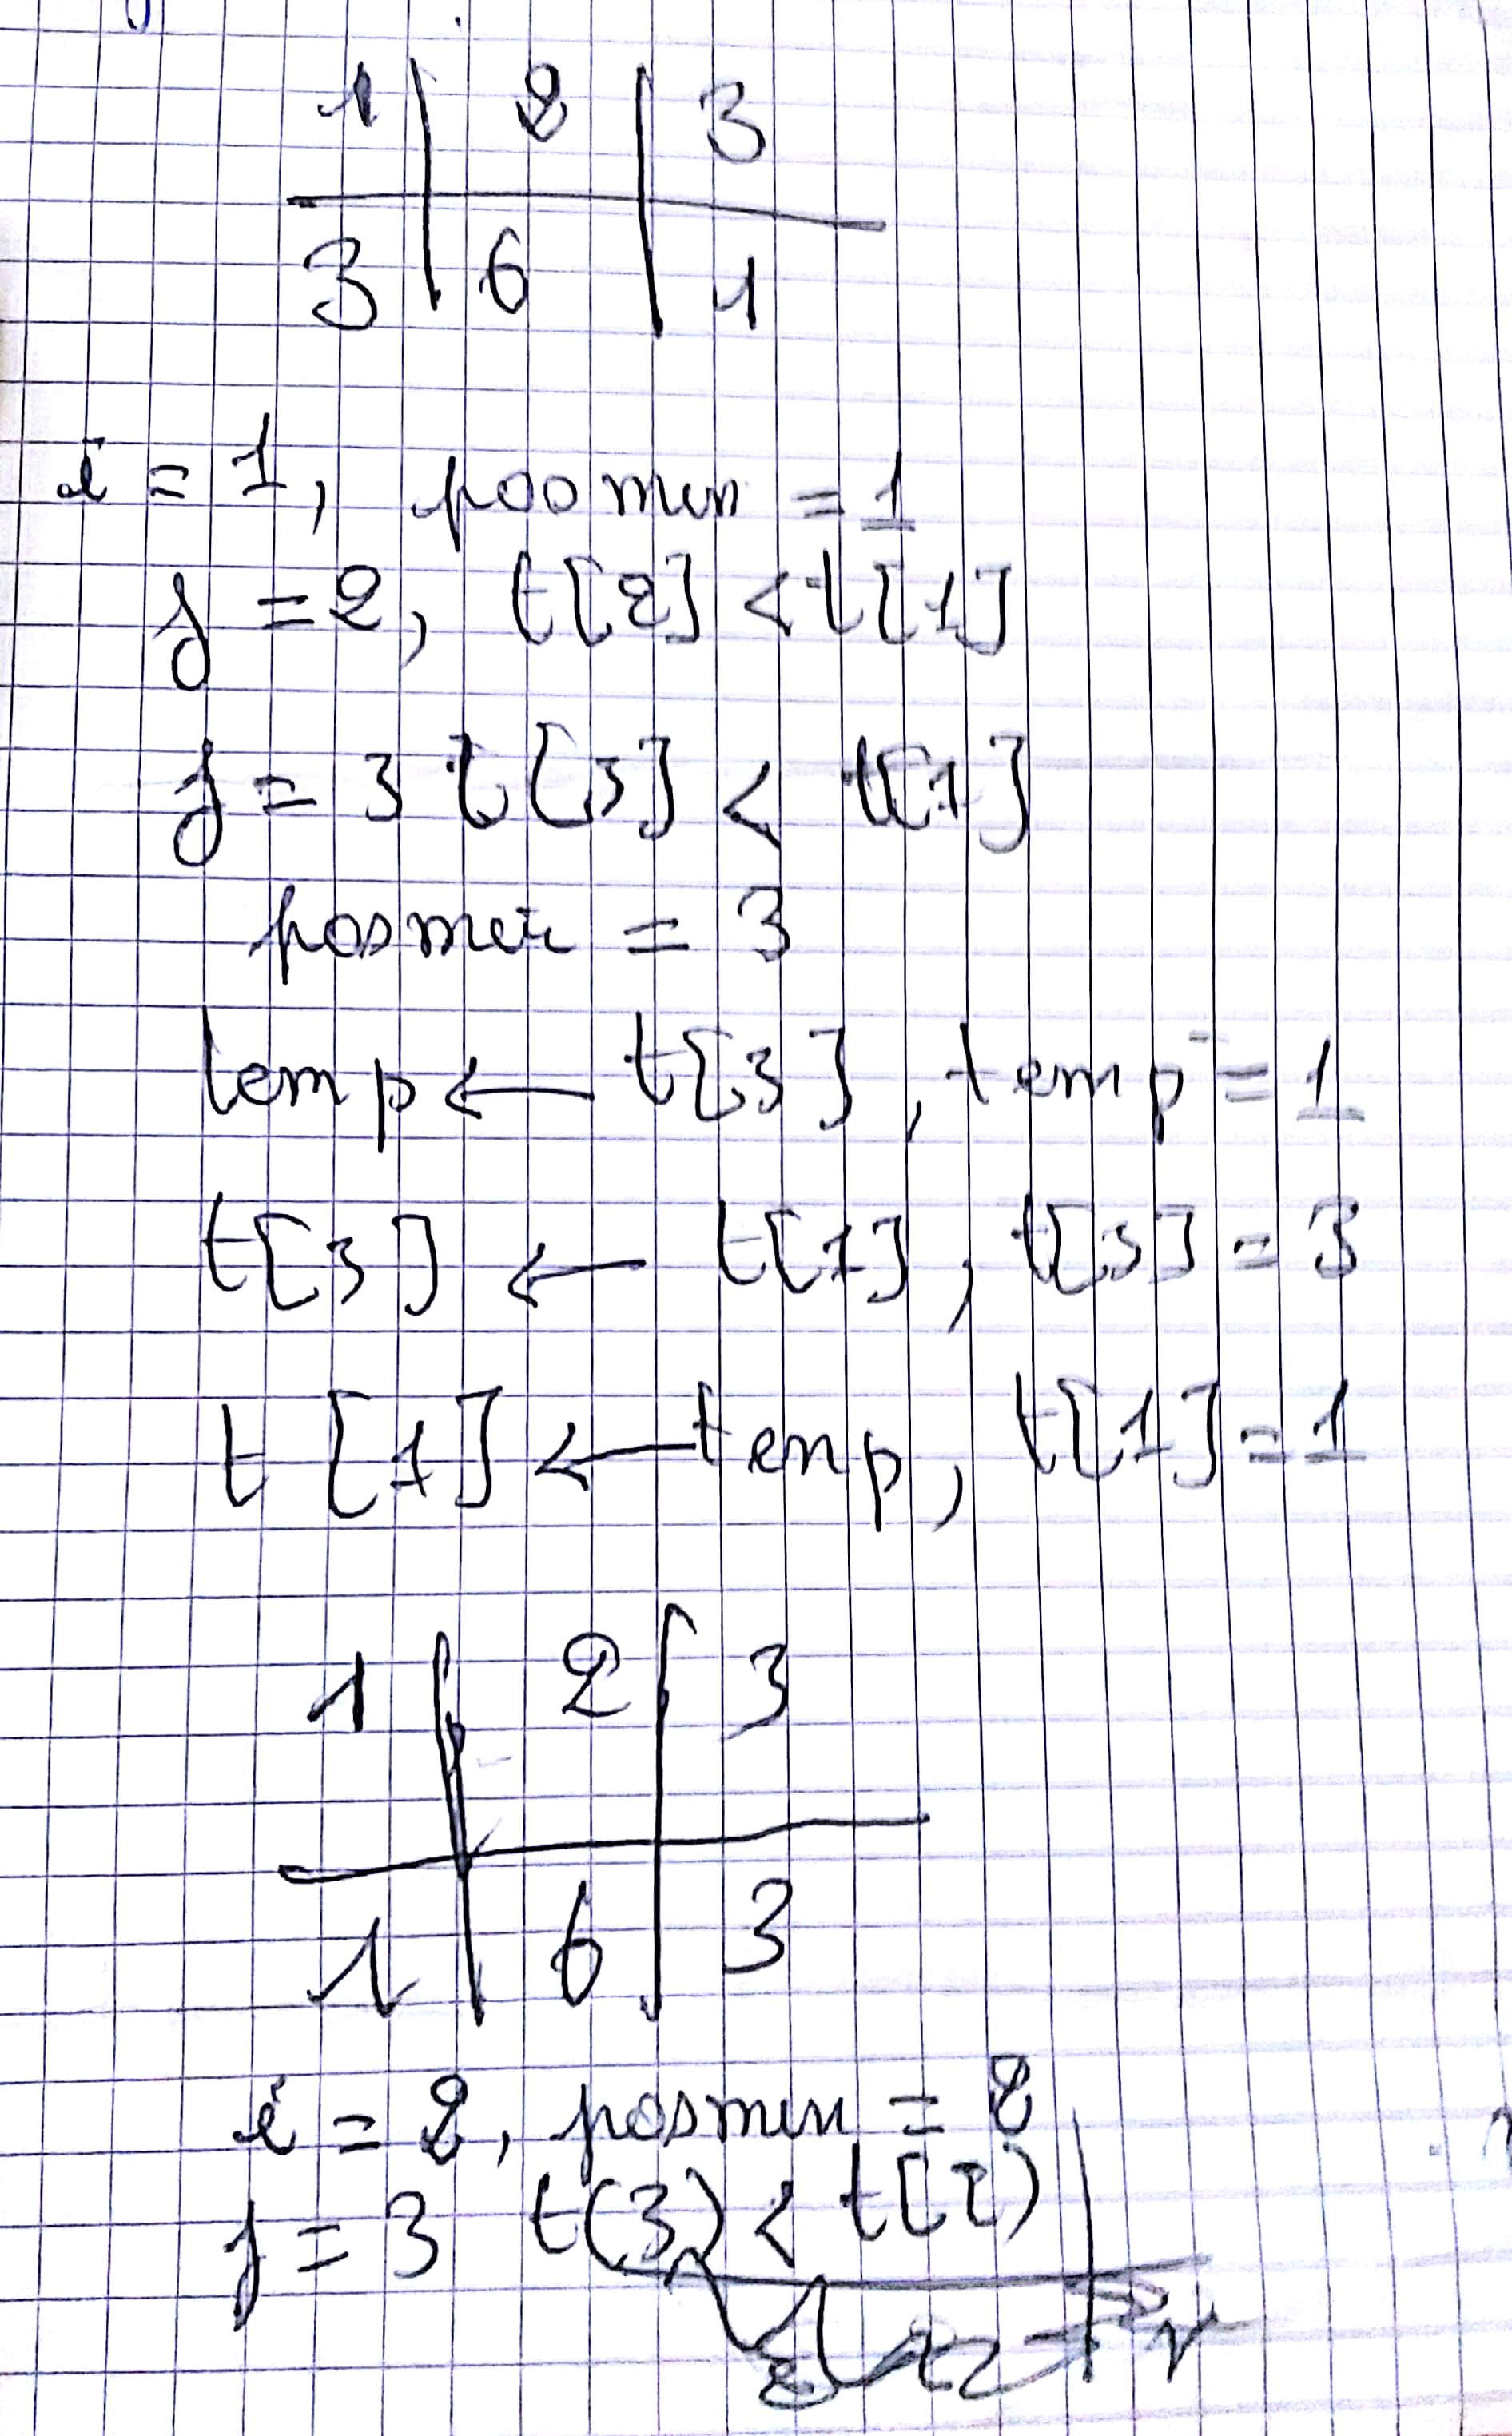 1 | 2 | 3
3 | 6 | 1
i = 1, posmin = 1
j = 2, t[2] < t[1]
j = 3 t[3] < t[1]
posmin = 3
temp ← t[3], temp = 1
t[3] ← t[1], t[3] = 3
t[1] ← temp, t[1] = 1
1 | 2 | 3
1 | 6 | 3
i = 2, posmin = 2
j = 3 t(3) < t[2)